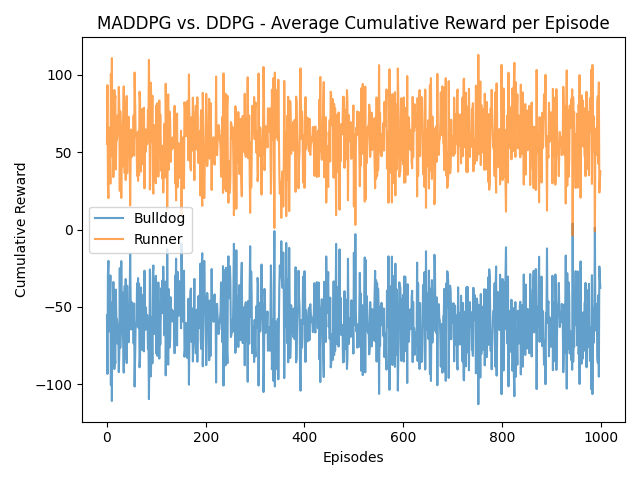 MADDPG vs. DDPG - Average Cumulative Reward per Episode
Cumulative Reward
100
50
0
−50
−100
Bulldog
Runner
0
200
400
600
800
1000
Episodes